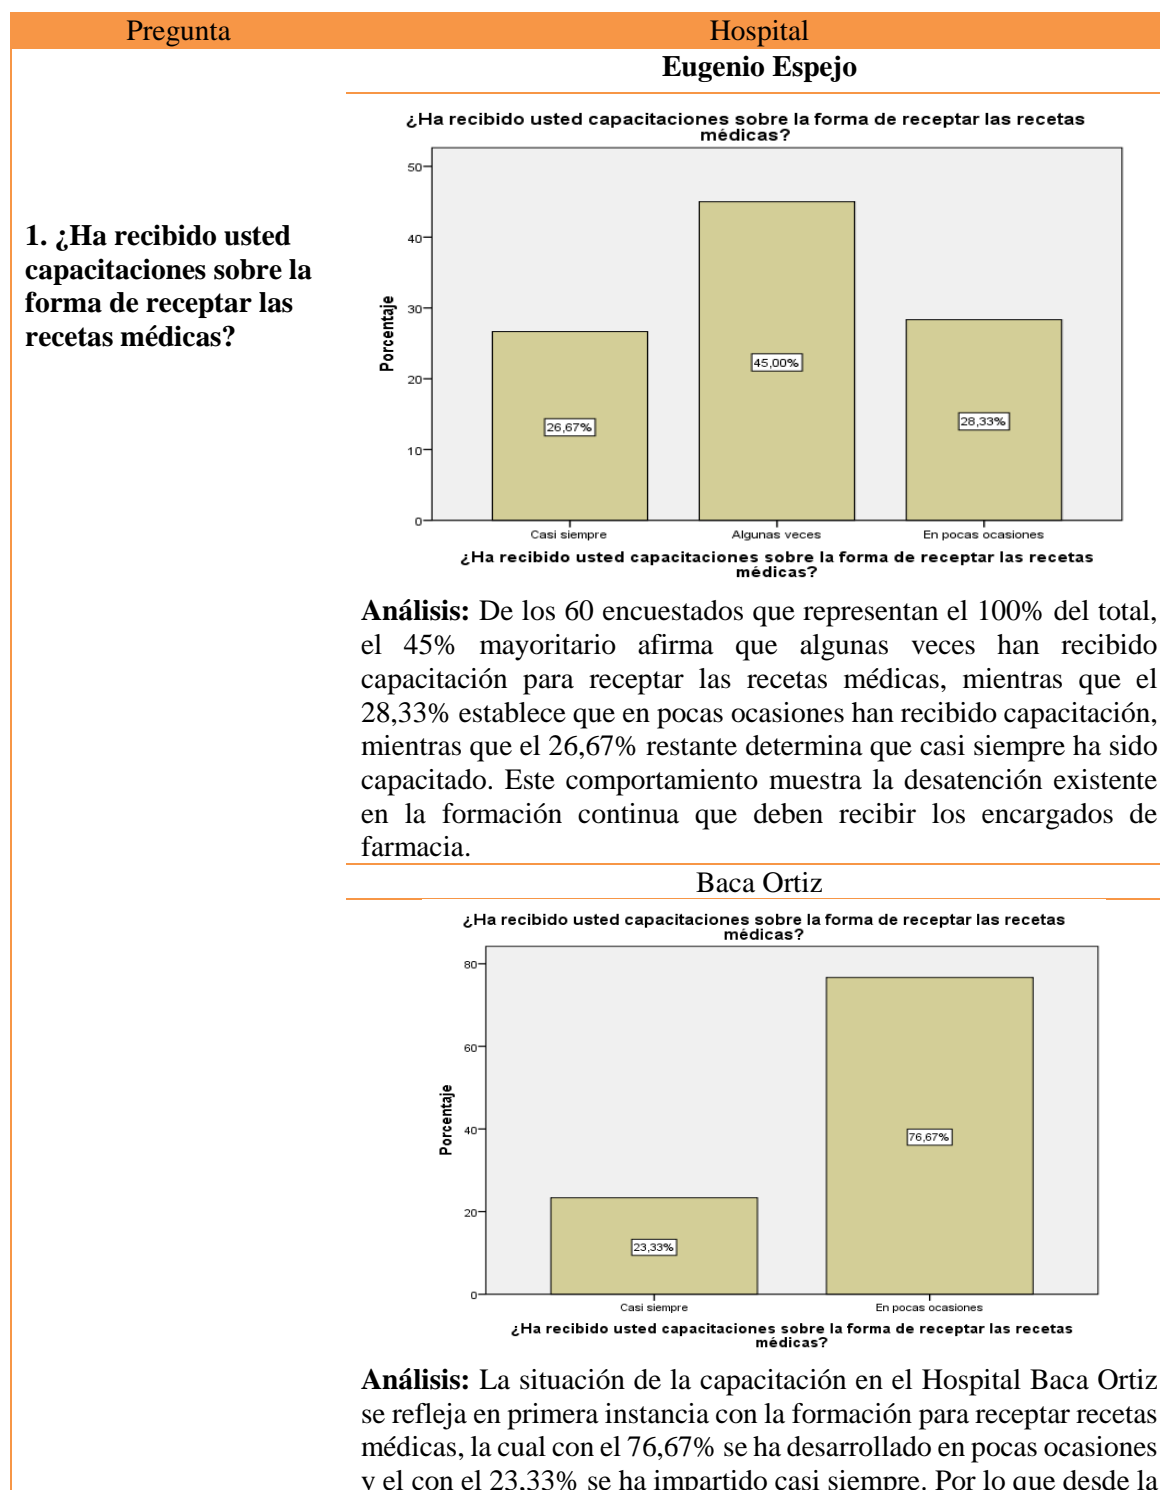 Pregunta
Hospital
Eugenio Espejo
1. ¿Ha recibido usted
capacitaciones sobre la
forma de receptar las
recetas médicas?
¿Ha recibido usted capacitaciones sobre la forma de receptar las recetas
médicas?
Porcentaje
50
40
30
20
10
0
26,67%
45,00%
28,33%
Casi siempre
Algunas veces
En pocas ocasiones
¿Ha recibido usted capacitaciones sobre la forma de receptar las recetas
médicas?
Análisis: De los 60 encuestados que representan el 100% del total,
el 45% mayoritario afirma que algunas veces han recibido
capacitación para receptar las recetas médicas, mientras que el
28,33% establece que en pocas ocasiones han recibido capacitación,
mientras que el 26,67% restante determina que casi siempre ha sido
capacitado. Este comportamiento muestra la desatención existente
en la formación continua que deben recibir los encargados de
farmacia.
Baca Ortiz
¿Ha recibido usted capacitaciones sobre la forma de receptar las recetas
médicas?
Porcentaje
80
60
40
20
0
23,33%
76,67%
Casi siempre
En pocas ocasiones
¿Ha recibido usted capacitaciones sobre la forma de receptar las recetas
médicas?
Análisis: La situación de la capacitación en el Hospital Baca Ortiz
se refleja en primera instancia con la formación para receptar recetas
médicas, la cual con el 76,67% se ha desarrollado en pocas ocasiones
y el con el 23,33% se ha impartido casi siempre. Por lo que desde la